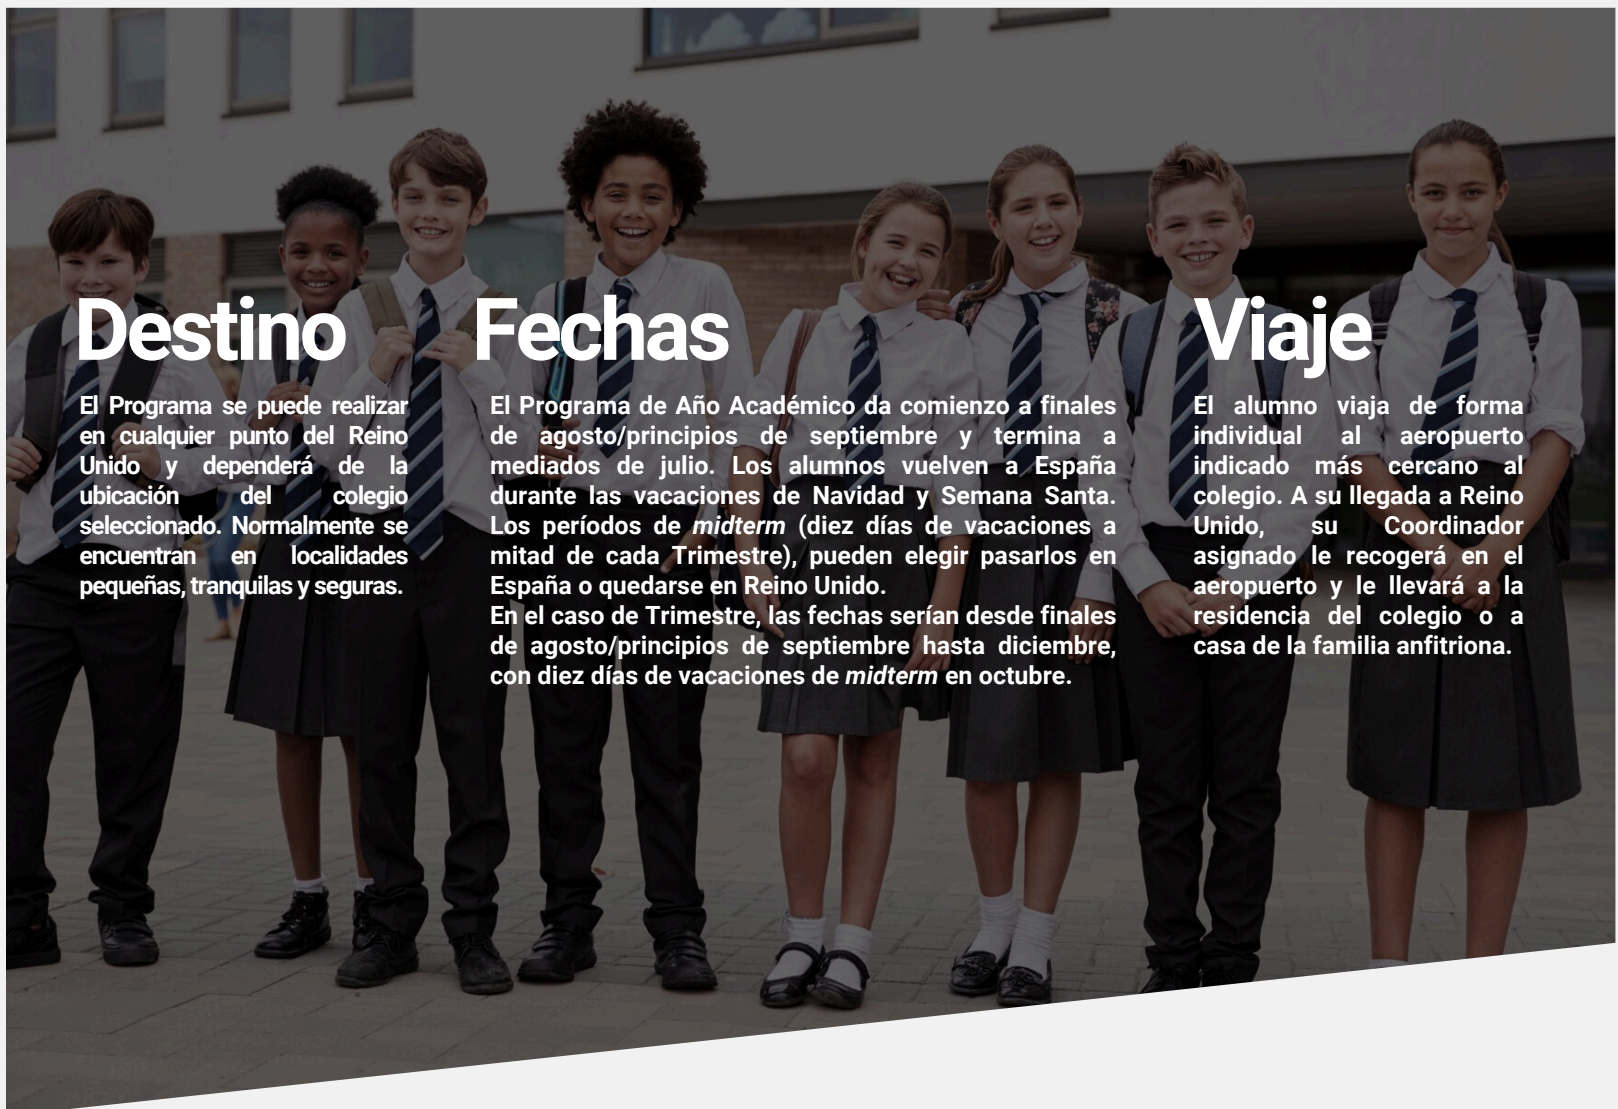 Destino
El Programa se puede realizar
en cualquier punto del Reino
Unido y dependerá de la
ubicación del colegio
seleccionado. Normalmente se
encuentran en localidades
pequeñas, tranquilas y seguras.
Fechas
El Programa de Año Académico da comienzo a finales
de agosto/principios de septiembre y termina a
mediados de julio. Los alumnos vuelven a España
durante las vacaciones de Navidad y Semana Santa.
Los períodos de midterm (diez días de vacaciones a
mitad de cada Trimestre), pueden elegir pasarlos en
España o quedarse en Reino Unido.
En el caso de Trimestre, las fechas serían desde finales
de agosto/principios de septiembre hasta diciembre,
con diez días de vacaciones de midterm en octubre.
Viaje
El alumno viaja de forma
individual al aeropuerto
indicado más cercano al
colegio. A su llegada a Reino
Unido, su Coordinador
asignado le recogerá en el
aeropuerto y le llevará a la
residencia del colegio o a
casa de la familia anfitriona.